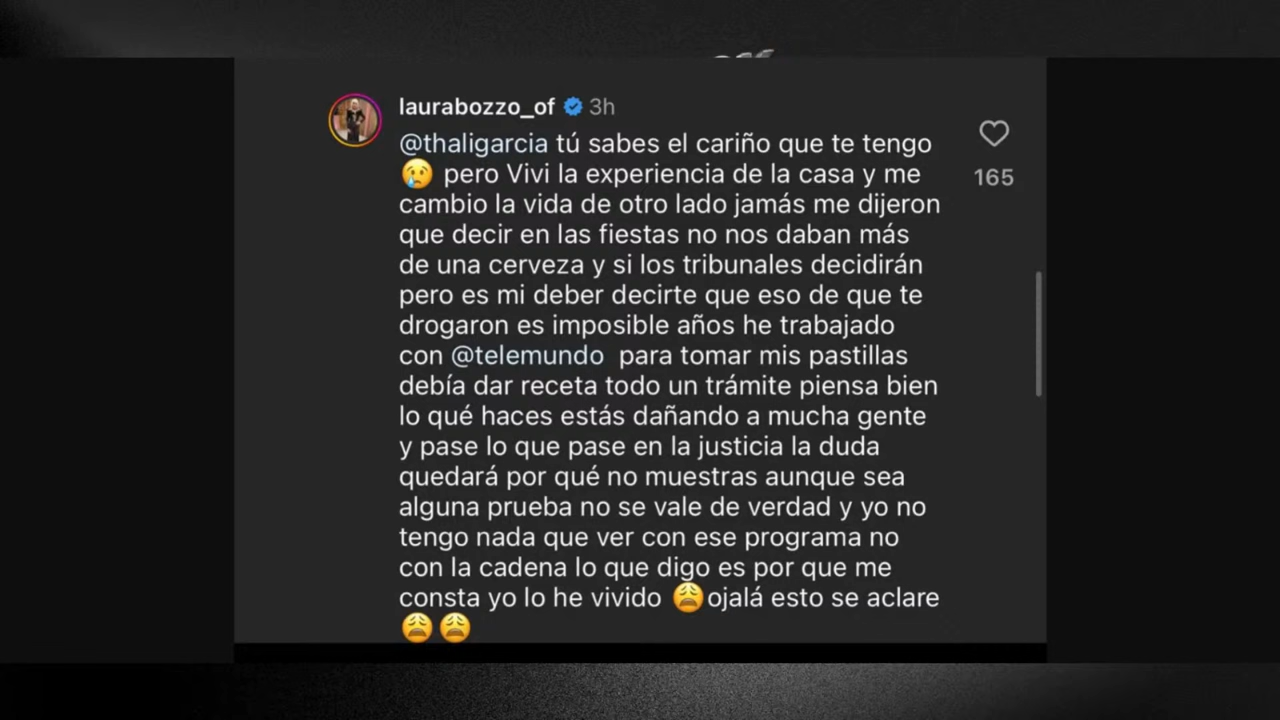 laurabozzo_of 3h
@thaligarcia tú sabes el cariño que te tengo
😢 pero Vivi la experiencia de la casa y me
cambio la vida de otro lado jamás me dijeron
que decir en las fiestas no nos daban más
de una cerveza y si los tribunales decidirán
pero es mi deber decirte que eso de que te
drogaron es imposible años he trabajado
con @telemundo para tomar mis pastillas
debía dar receta todo un trámite piensa bien
lo qué haces estás dañando a mucha gente
y pase lo que pase en la justicia la duda
quedará por qué no muestras aunque sea
alguna prueba no se vale de verdad y yo no
tengo nada que ver con ese programa no
con la cadena lo que digo es por que me
consta yo lo he vivido 😩ojalá esto se aclare
😩😩
165